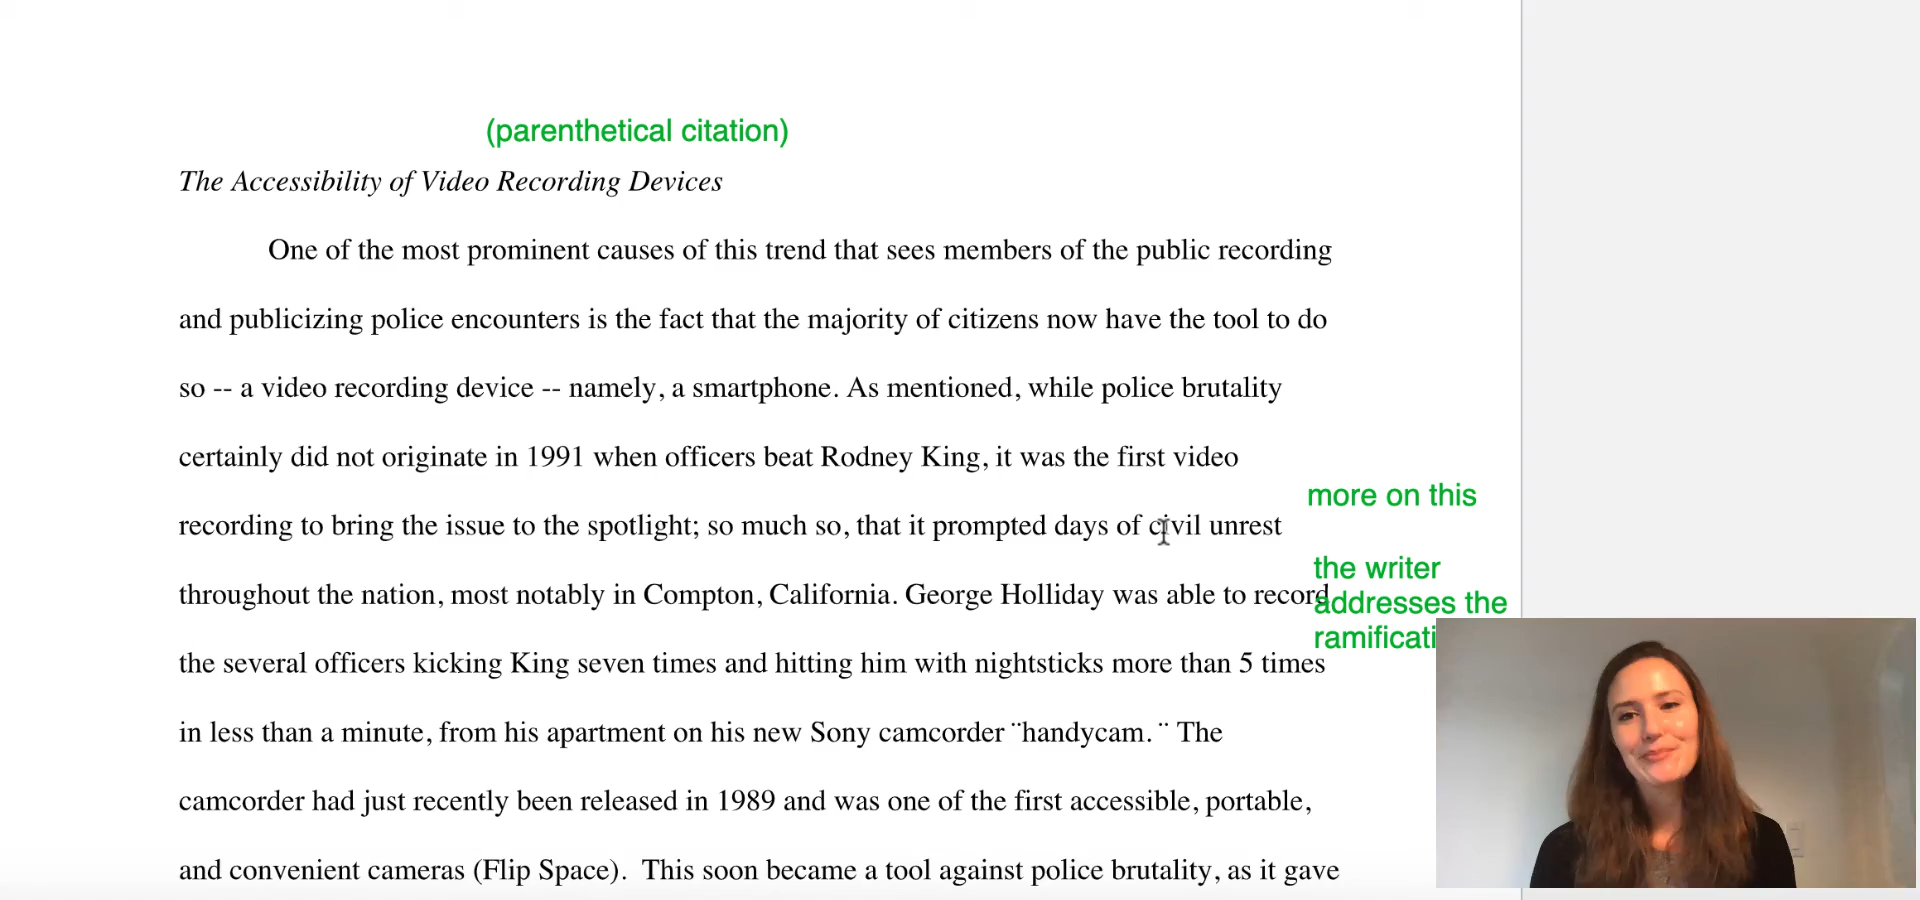 (parenthetical citation)
The Accessibility of Video Recording Devices
One of the most prominent causes of this trend that sees members of the public recording
and publicizing police encounters is the fact that the majority of citizens now have the tool to do
so -- a video recording device -- namely, a smartphone. As mentioned, while police brutality
certainly did not originate in 1991 when officers beat Rodney King, it was the first video
more on this
recording to bring the issue to the spotlight; so much so, that it prompted days of civil unrest
the writer
throughout the nation, most notably in Compton, California. George Holliday was able to record
addresses the
the several officers kicking King seven times and hitting him with nightsticks more than 5 times
in less than a minute, from his apartment on his new Sony camcorder ¨handycam. ¨ The
camcorder had just recently been released in 1989 and was one of the first accessible, portable,
and convenient cameras (Flip Space).  This soon became a tool against police brutality, as it gave